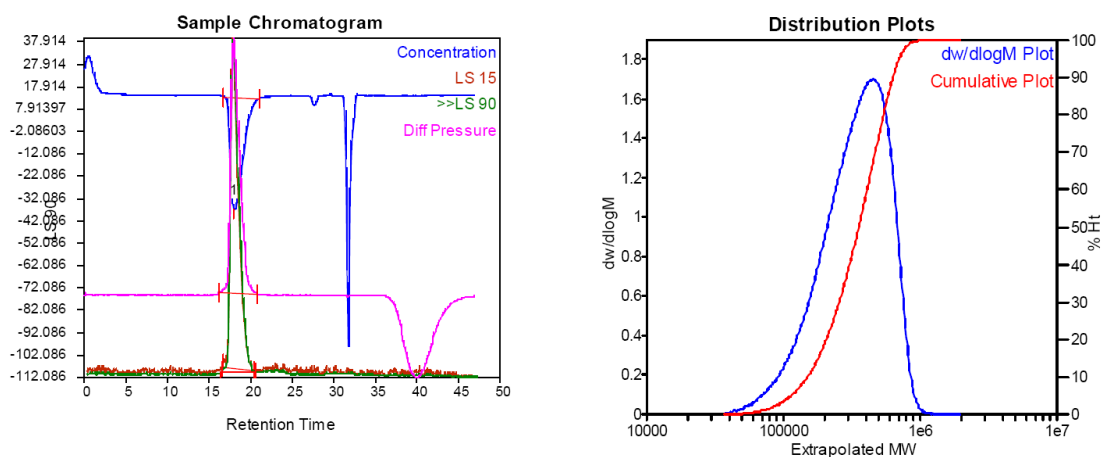 Sample Chromatogram
37.914
27.914
17.914
7.91397
-2.08603
-12.086
-22.086
-32.086
-42.086
-52.086
-62.086
-72.086
-82.086
-92.086
-102.086
-112.086
Concentration
LS 15
>>LS 90
Diff Pressure
1
0 5 10 15 20 25 30 35 40 45 50
Retention Time
Distribution Plots
dw/dlogM
1.8
1.6
1.4
1.2
1
0.8
0.6
0.4
0.2
0
dw/dlogM Plot
Cumulative Plot
100
90
80
70
60
50
40
30
20
10
0
% Ht
10000 100000 1e6 1e7
Extrapolated MW